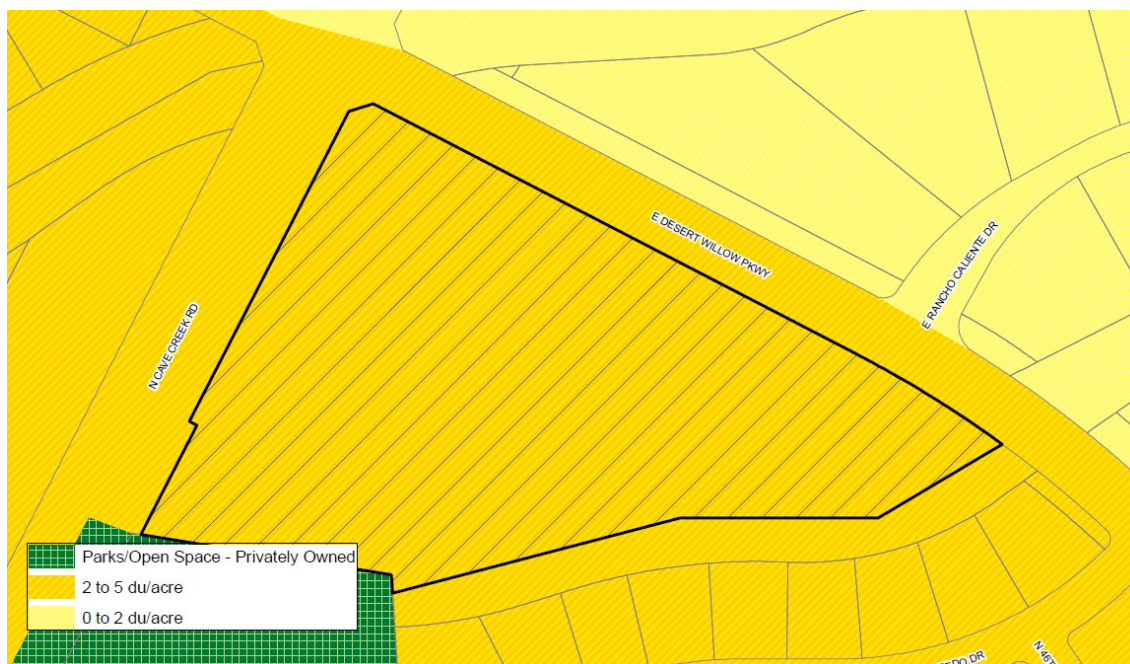 E DESERT WILLOW PKWY
E RANCHO CALIENTE DR
N CAVE CREEK RD
Parks/Open Space - Privately Owned
2 to 5 du/acre
0 to 2 du/acre
DR